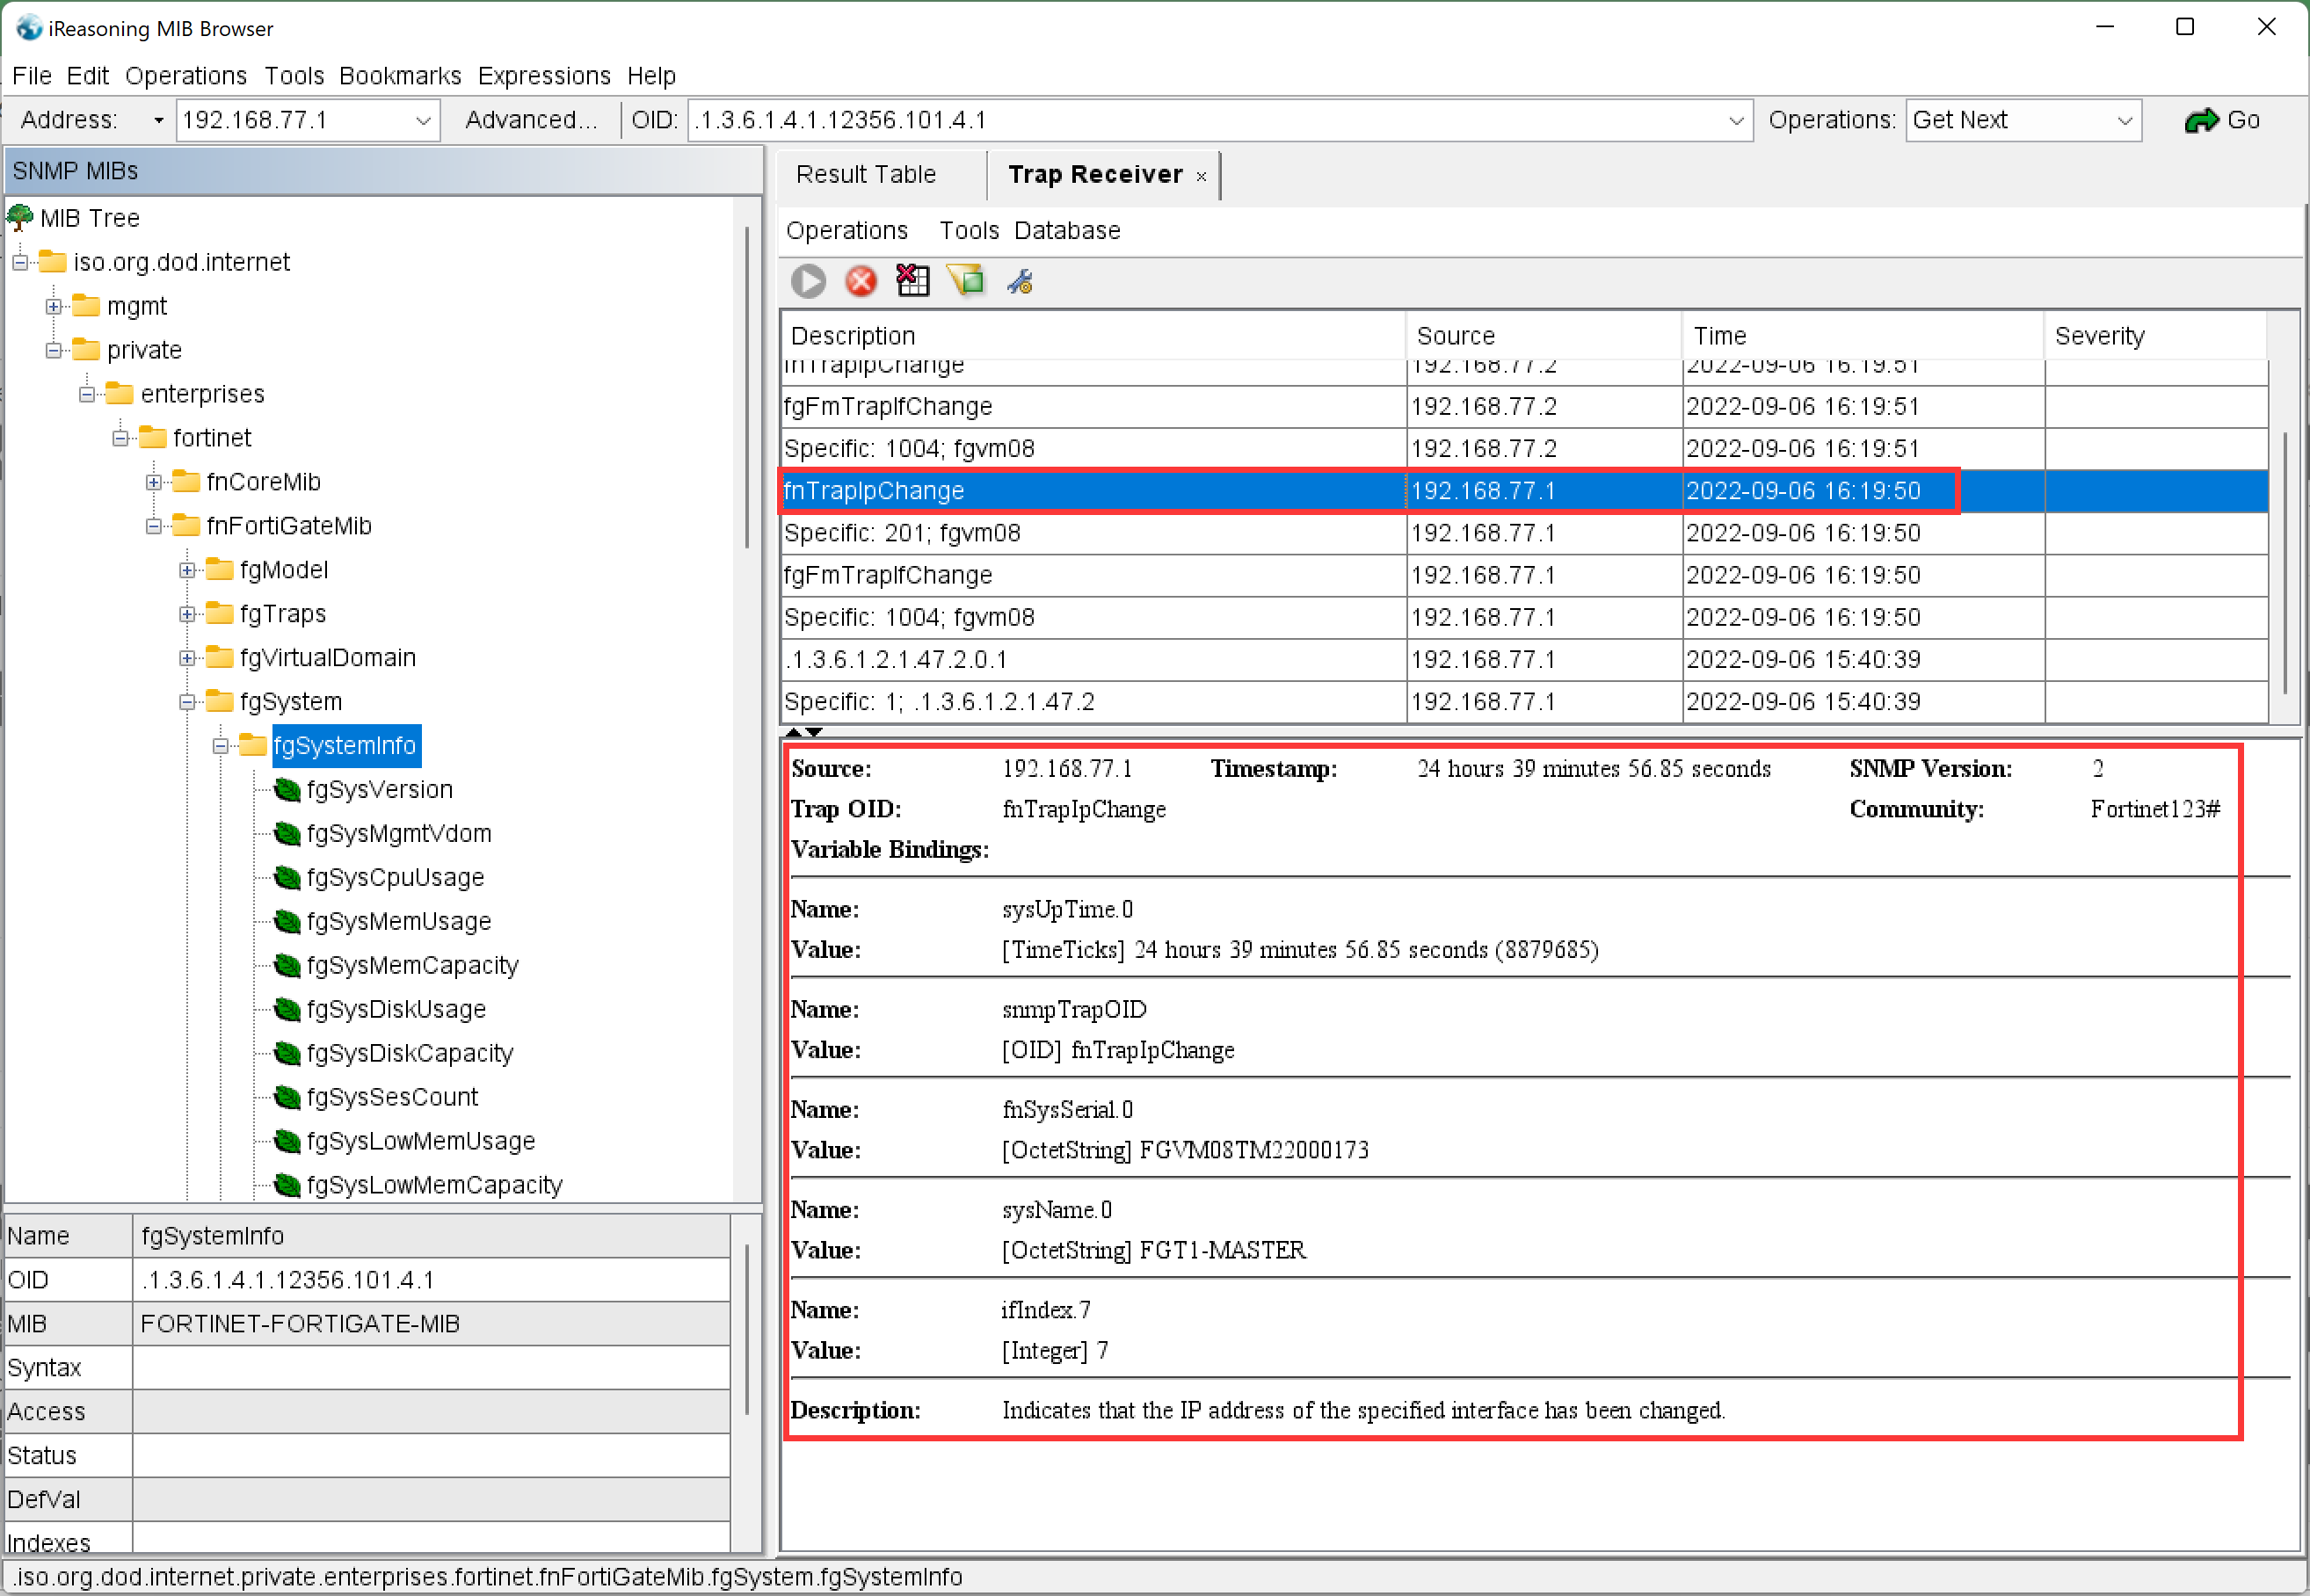 iReasoning MIB Browser
File Edit Operations Tools Bookmarks Expressions Help
Address: 192.168.77.1 Advanced... OID: .1.3.6.1.4.1.12356.101.4.1 Operations: Get Next Go
SNMP MIBs
MIB Tree
iso.org.dod.internet
mgmt
private
enterprises
fortinet
fnCoreMib
fnFortiGateMib
fgModel
fgTraps
fgVirtualDomain
fgSystem
fgSystemInfo
fgSysVersion
fgSysMgmtVdom
fgSysCpuUsage
fgSysMemUsage
fgSysMemCapacity
fgSysDiskUsage
fgSysDiskCapacity
fgSysSesCount
fgSysLowMemUsage
fgSysLowMemCapacity
Name fgSystemInfo
OID .1.3.6.1.4.1.12356.101.4.1
MIB FORTINET-FORTIGATE-MIB
Syntax
Access
Status
DefVal
Indexes
Result Table Trap Receiver ×
Operations Tools Database
Description Source Time Severity
fnTrapIpChange 192.168.77.2 2022-09-06 16:19:51
fgFmTrapIfChange 192.168.77.2 2022-09-06 16:19:51
Specific: 1004; fgvm08 192.168.77.2 2022-09-06 16:19:51
fnTrapIpChange 192.168.77.1 2022-09-06 16:19:50
Specific: 201; fgvm08 192.168.77.1 2022-09-06 16:19:50
fgFmTrapIfChange 192.168.77.1 2022-09-06 16:19:50
Specific: 1004; fgvm08 192.168.77.1 2022-09-06 16:19:50
.1.3.6.1.2.1.47.2.0.1 192.168.77.1 2022-09-06 15:40:39
Specific: 1; .1.3.6.1.2.1.47.2 192.168.77.1 2022-09-06 15:40:39
Source: 192.168.77.1 Timestamp: 24 hours 39 minutes 56.85 seconds SNMP Version: 2
Trap OID: fnTrapIpChange Community: Fortinet123#
Variable Bindings:
Name: sysUpTime.0
Value: [TimeTicks] 24 hours 39 minutes 56.85 seconds (8879685)
Name: snmpTrapOID
Value: [OID] fnTrapIpChange
Name: fnSysSerial.0
Value: [OctetString] FGVM08TM22000173
Name: sysName.0
Value: [OctetString] FGT1-MASTER
Name: ifIndex.7
Value: [Integer] 7
Description: Indicates that the IP address of the specified interface has been changed.
.iso.org.dod.internet.private.enterprises.fortinet.fnFortiGateMib.fgSystem.fgSystemInfo